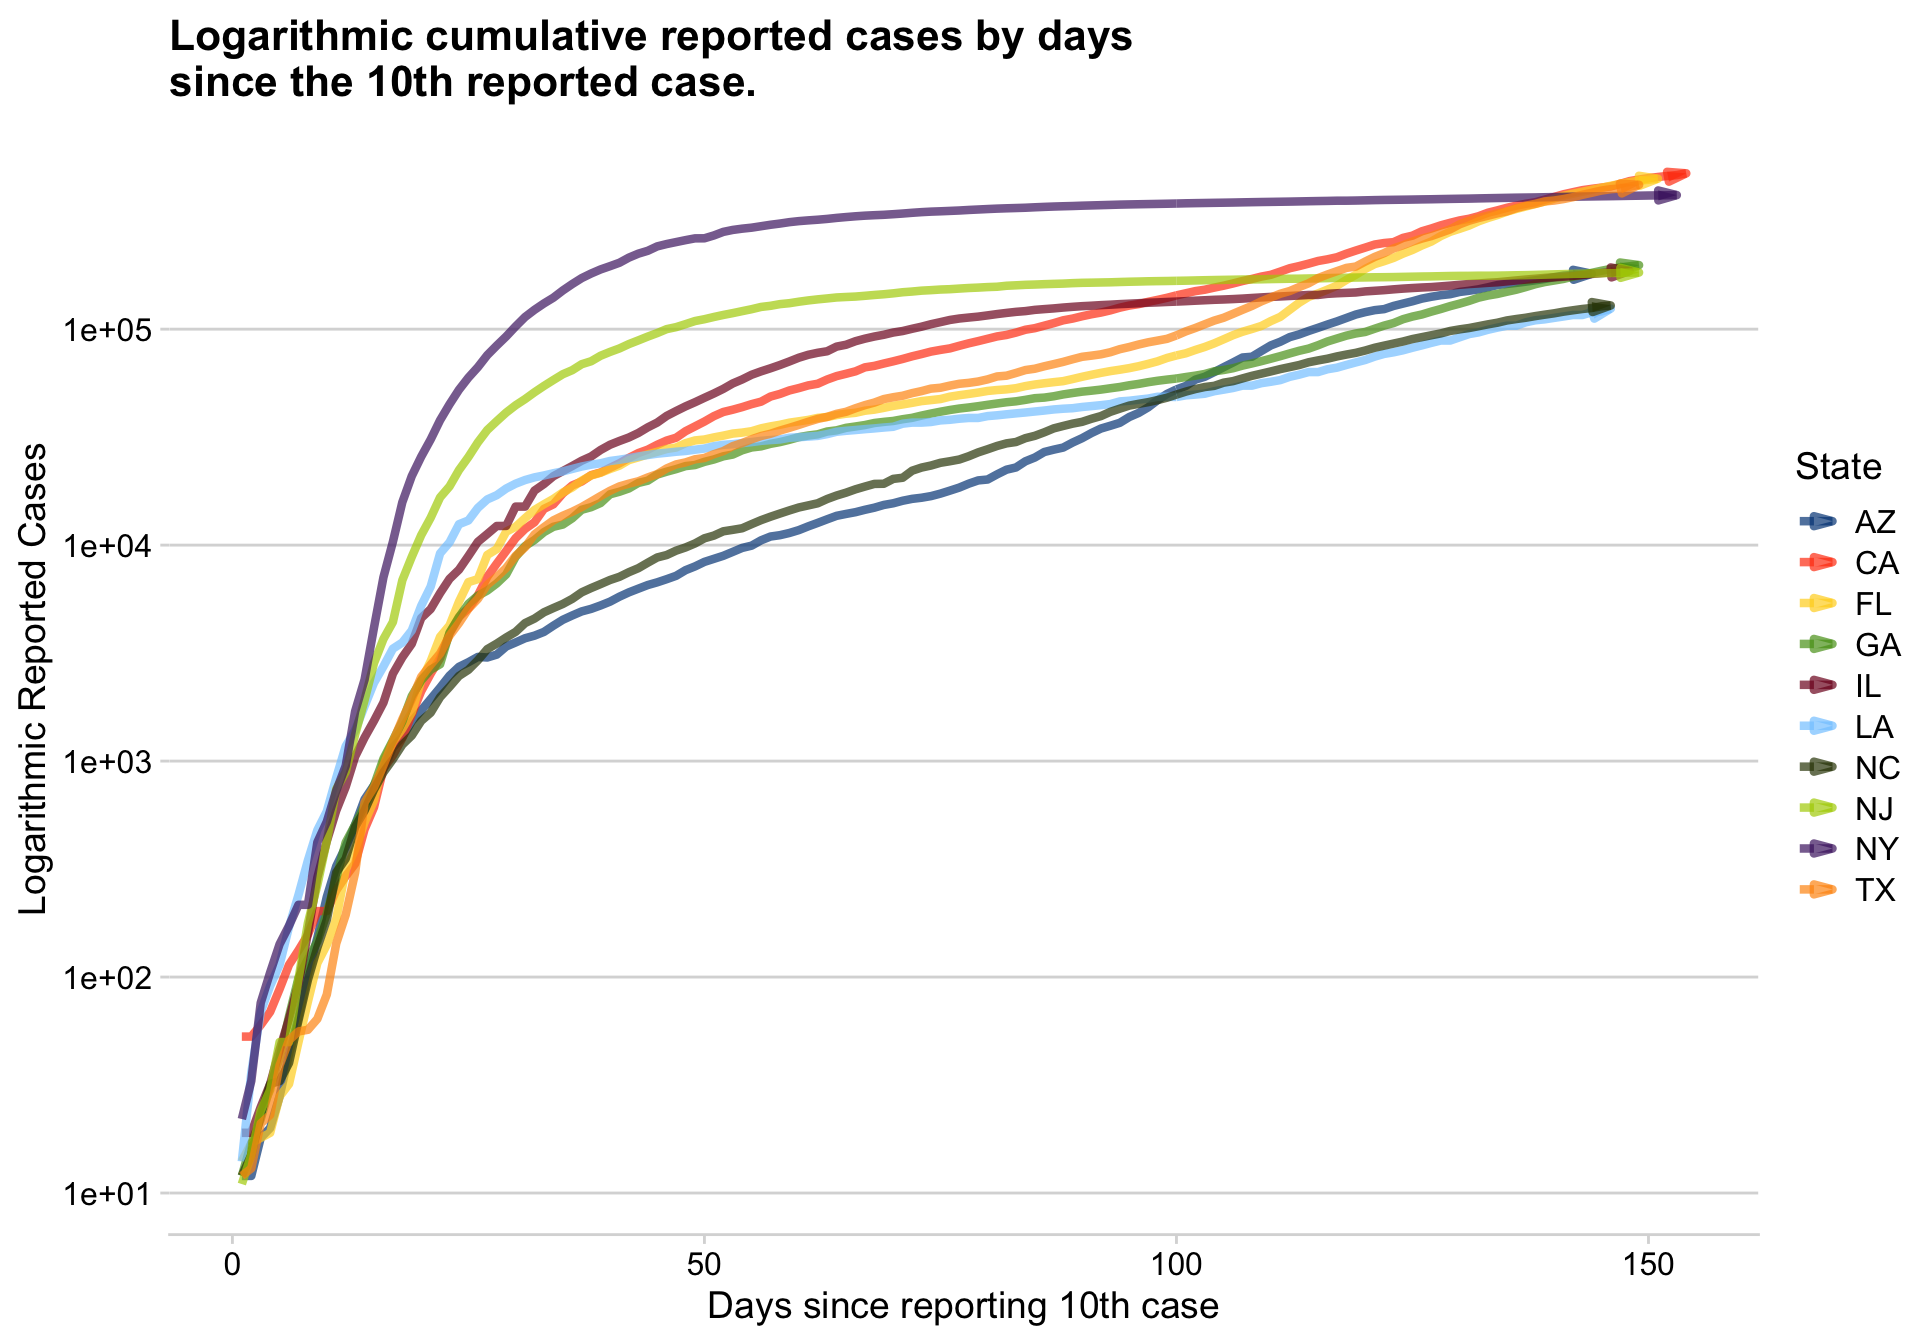 Logarithmic cumulative reported cases by days
since the 10th reported case.
Logarithmic Reported Cases
1e+05
1e+04
1e+03
1e+02
1e+01
0
50
100
150
Days since reporting 10th case
State
AZ
CA
FL
GA
IL
LA
NC
NJ
NY
TX